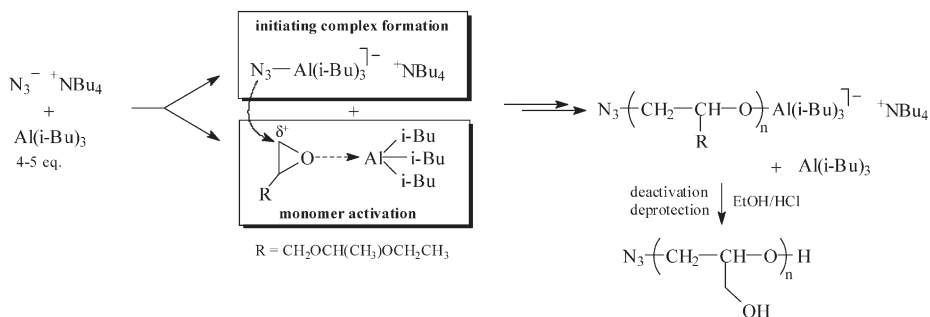 initiating complex formation
N₃⁻ ⁺NBu₄
+
Al(i-Bu)₃
4-5 eq.
N₃—Al(i-Bu)₃⁻ ⁺NBu₄
+
δ⁺
O
R
Al
i-Bu
i-Bu
i-Bu
monomer activation
R = CH₂OCH(CH₃)OCH₂CH₃
N₃—(CH₂—CH—O)ₙ—Al(i-Bu)₃⁻ ⁺NBu₄
R
+ Al(i-Bu)₃
deactivation
deprotection
EtOH/HCl
N₃—(CH₂—CH—O)ₙ—H
OH